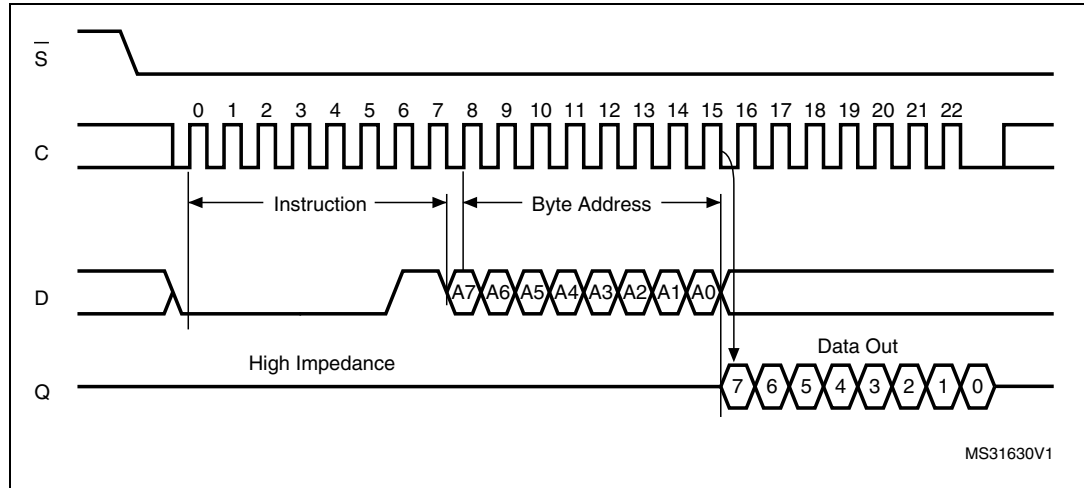 S
0 1 2 3 4 5 6 7 8 9 10 11 12 13 14 15 16 17 18 19 20 21 22
C
Instruction
Byte Address
D
A7 A6 A5 A4 A3 A2 A1 A0
High Impedance
Data Out
Q
7 6 5 4 3 2 1 0
MS31630V1